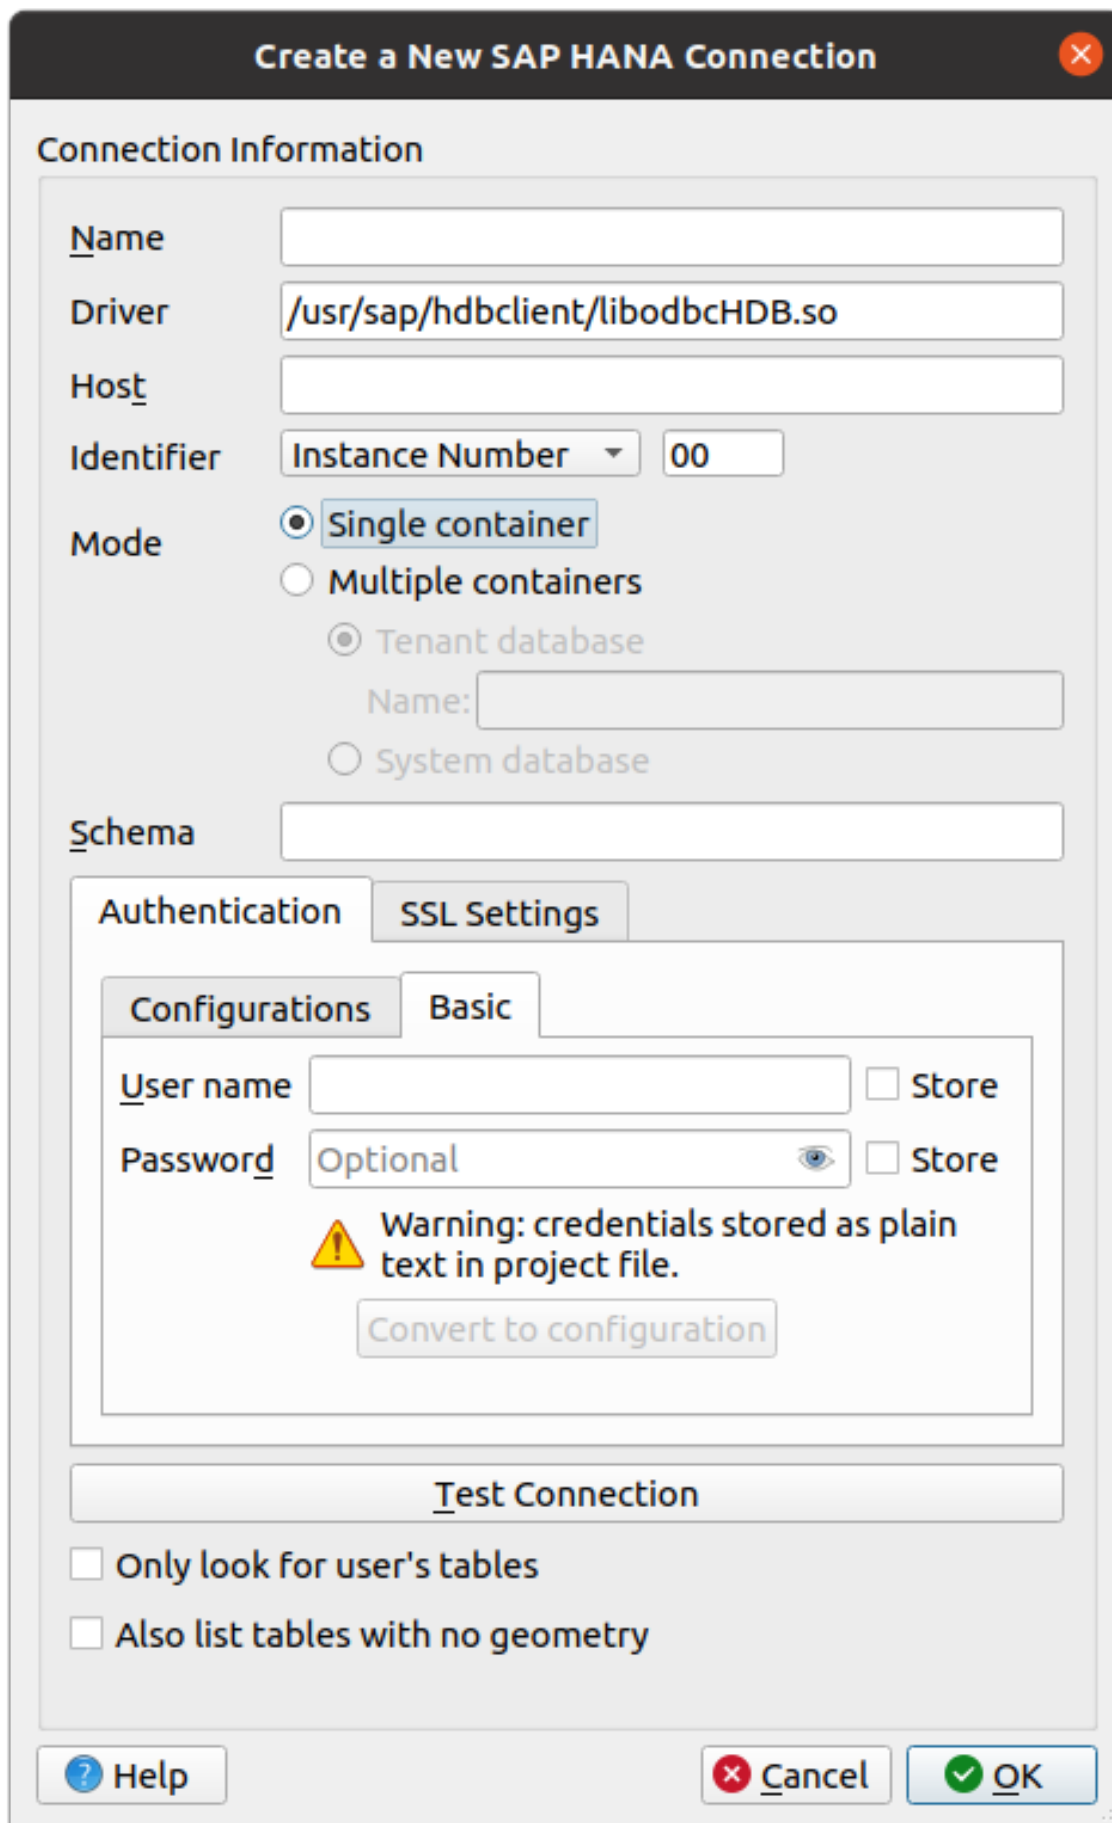 Create a New SAP HANA Connection
Connection Information
Name
Driver /usr/sap/hdbclient/libodbcHDB.so
Host
Identifier Instance Number 00
Mode Single container
Multiple containers
Tenant database
Name:
System database
Schema
Authentication SSL Settings
Configurations Basic
User name Store
Password Optional Store
Warning: credentials stored as plain
text in project file.
Convert to configuration
Test Connection
Only look for user's tables
Also list tables with no geometry
Help Cancel OK